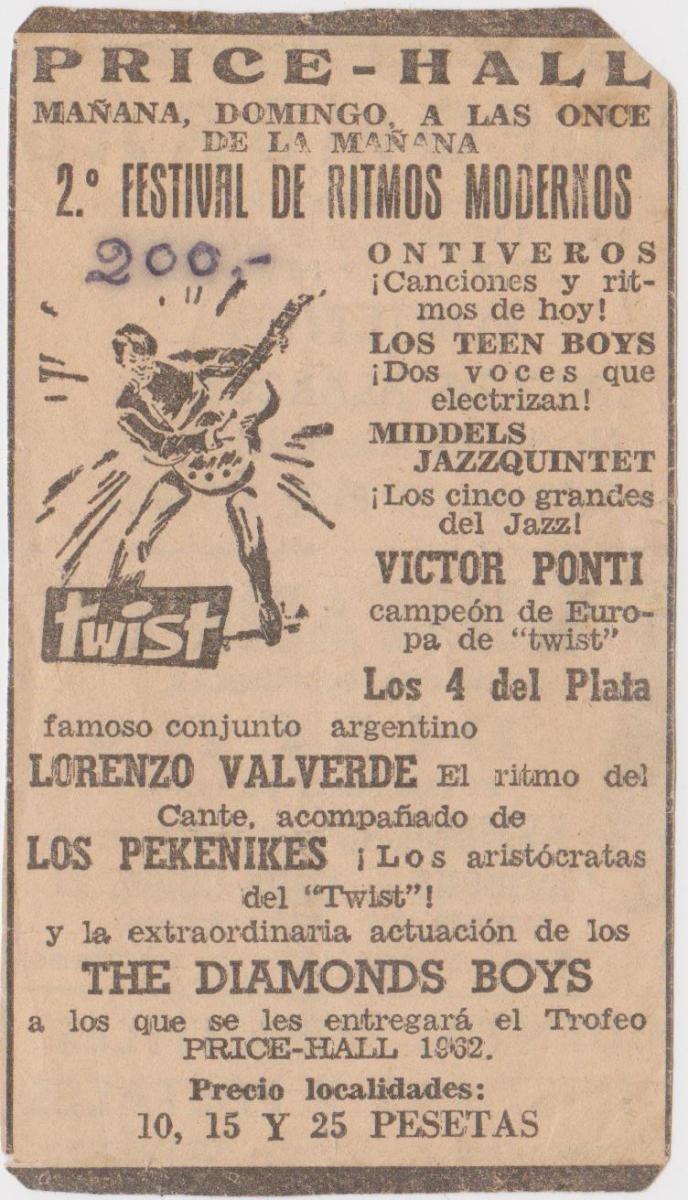 PRICE-HALL
MAÑANA, DOMINGO, A LAS ONCE
DE LA MAÑANA
2.º FESTIVAL DE RITMOS MODERNOS
200,-
ONTIVEROS
¡Canciones y rit-
mos de hoy!
LOS TEEN BOYS
¡Dos voces que
electrizan!
MIDDELS
JAZZQUINTET
¡Los cinco grandes
del Jazz!
VICTOR PONTI
campeón de Euro-
pa de "twist"
twist
Los 4 del Plata
famoso conjunto argentino
LORENZO VALVERDE El ritmo del
Cante, acompañado de
LOS PEKENIKES ¡Los aristócratas
del "Twist"!
y la extraordinaria actuación de los
THE DIAMONDS BOYS
a los que se les entregará el Trofeo
PRICE-HALL 1962.
Precio localidades:
10, 15 Y 25 PESETAS